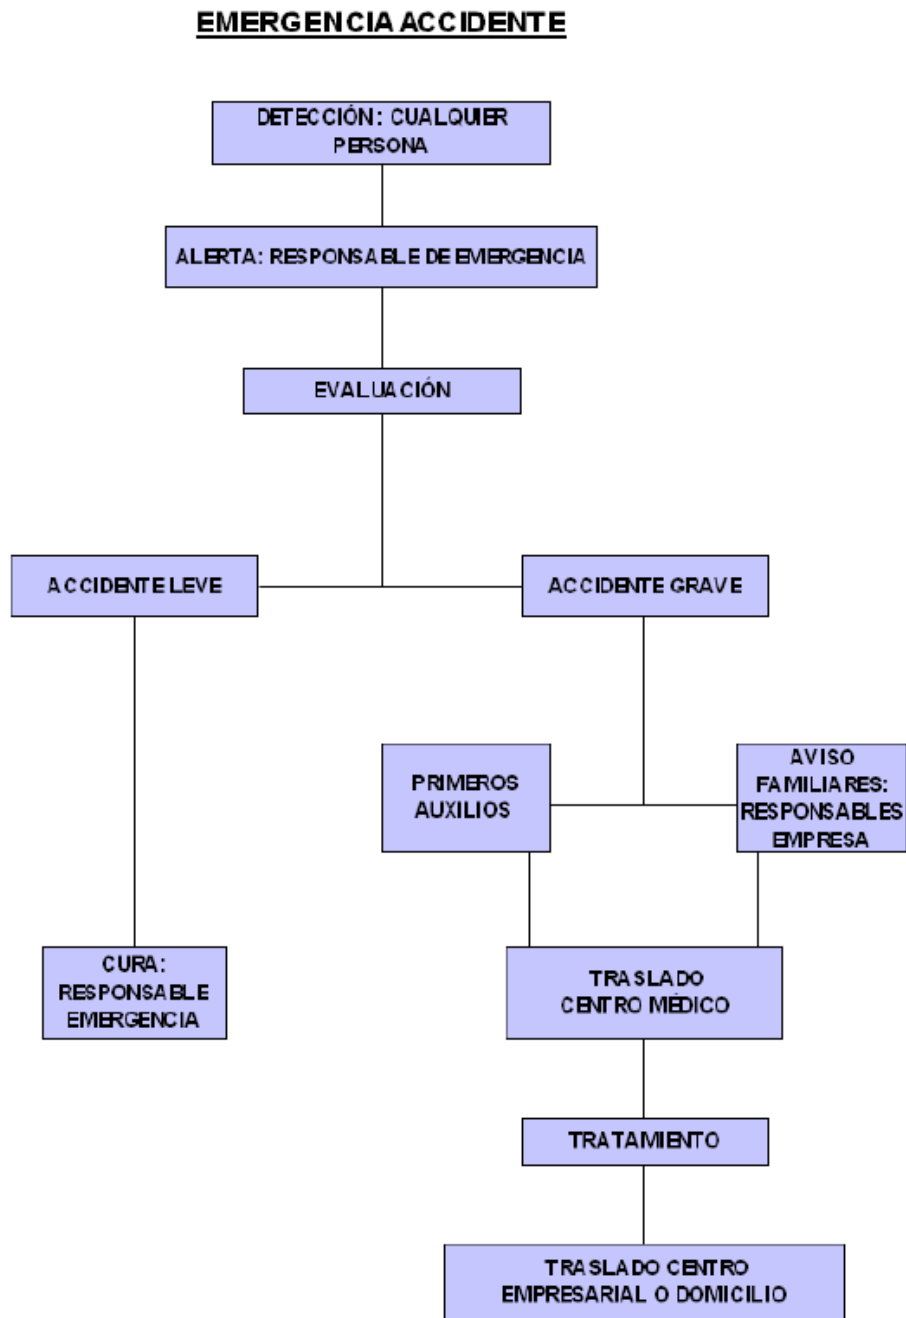 EMERGENCIA ACCIDENTE
DETECCIÓN: CUALQUIER
PERSONA
ALERTA: RESPONSABLE DE EMERGENCIA
EVALUACIÓN
ACCIDENTE LEVE
ACCIDENTE GRAVE
PRIMEROS
AUXILIOS
AVISO
FAMILIARES:
RESPONSABLES
EMPRESA
CURA:
RESPONSABLE
EMERGENCIA
TRASLADO
CENTRO MÉDICO
TRATAMIENTO
TRASLADO CENTRO
EMPRESARIAL O DOMICILIO